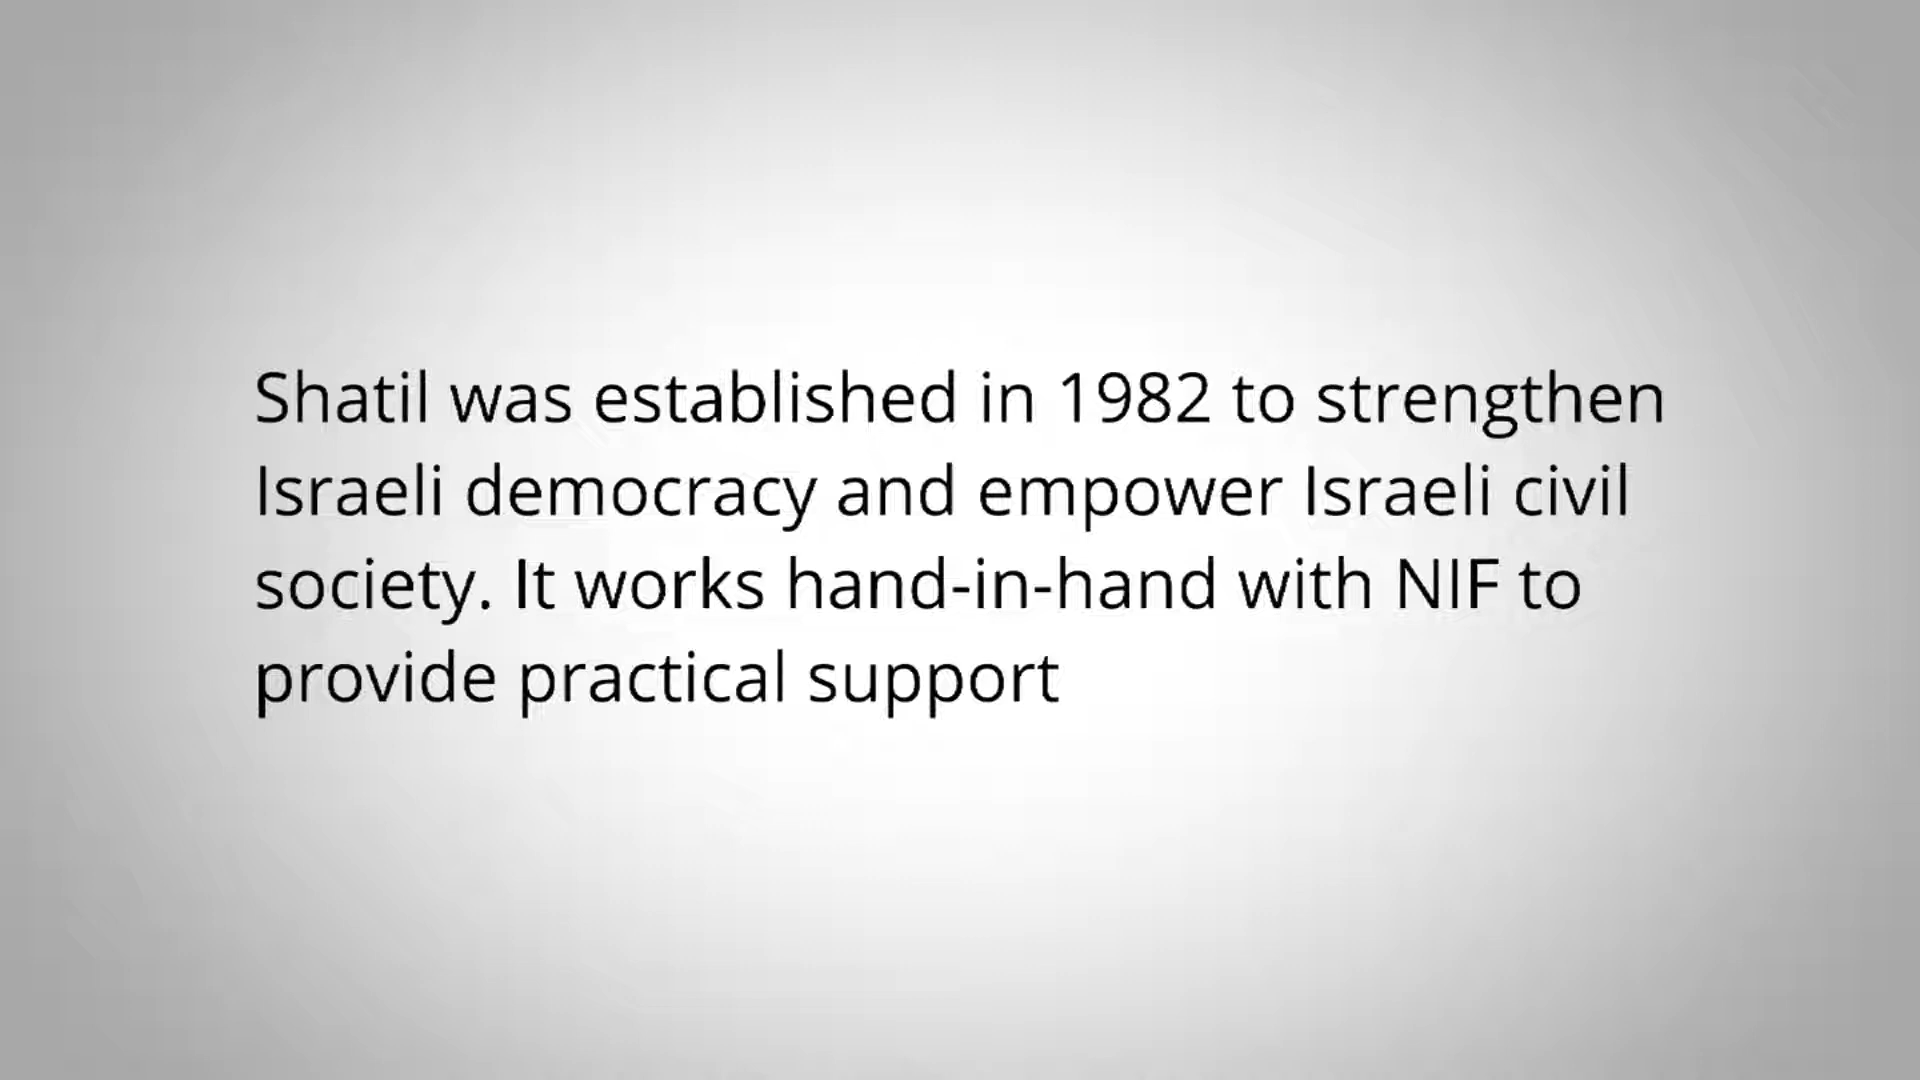 Shatil was established in 1982 to strengthen
Israeli democracy and empower Israeli civil
society. It works hand-in-hand with NIF to
provide practical support